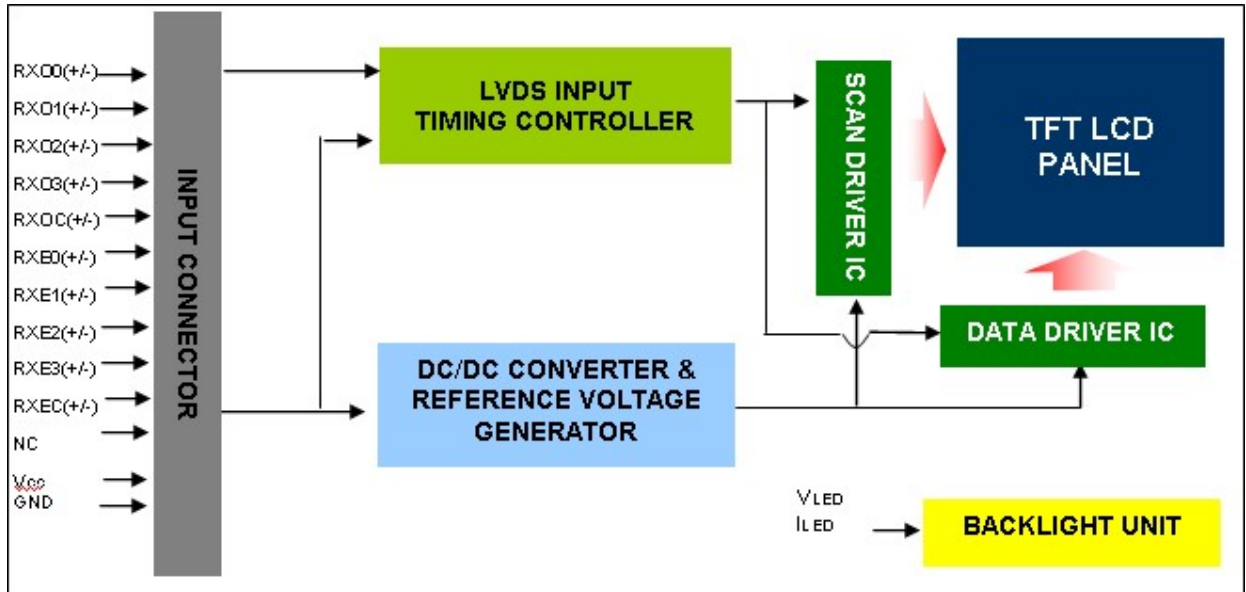 RXO0(+/-)
RXO1(+/-)
RXO2(+/-)
RXO3(+/-)
RXOC(+/-)
RXE0(+/-)
RXE1(+/-)
RXE2(+/-)
RXE3(+/-)
RXEC(+/-)
NC
Vcc
GND
INPUT CONNECTOR
LVDS INPUT
TIMING CONTROLLER
DC/DC CONVERTER &
REFERENCE VOLTAGE
GENERATOR
SCAN DRIVER IC
TFT LCD
PANEL
DATA DRIVER IC
VLED
ILED
BACKLIGHT UNIT